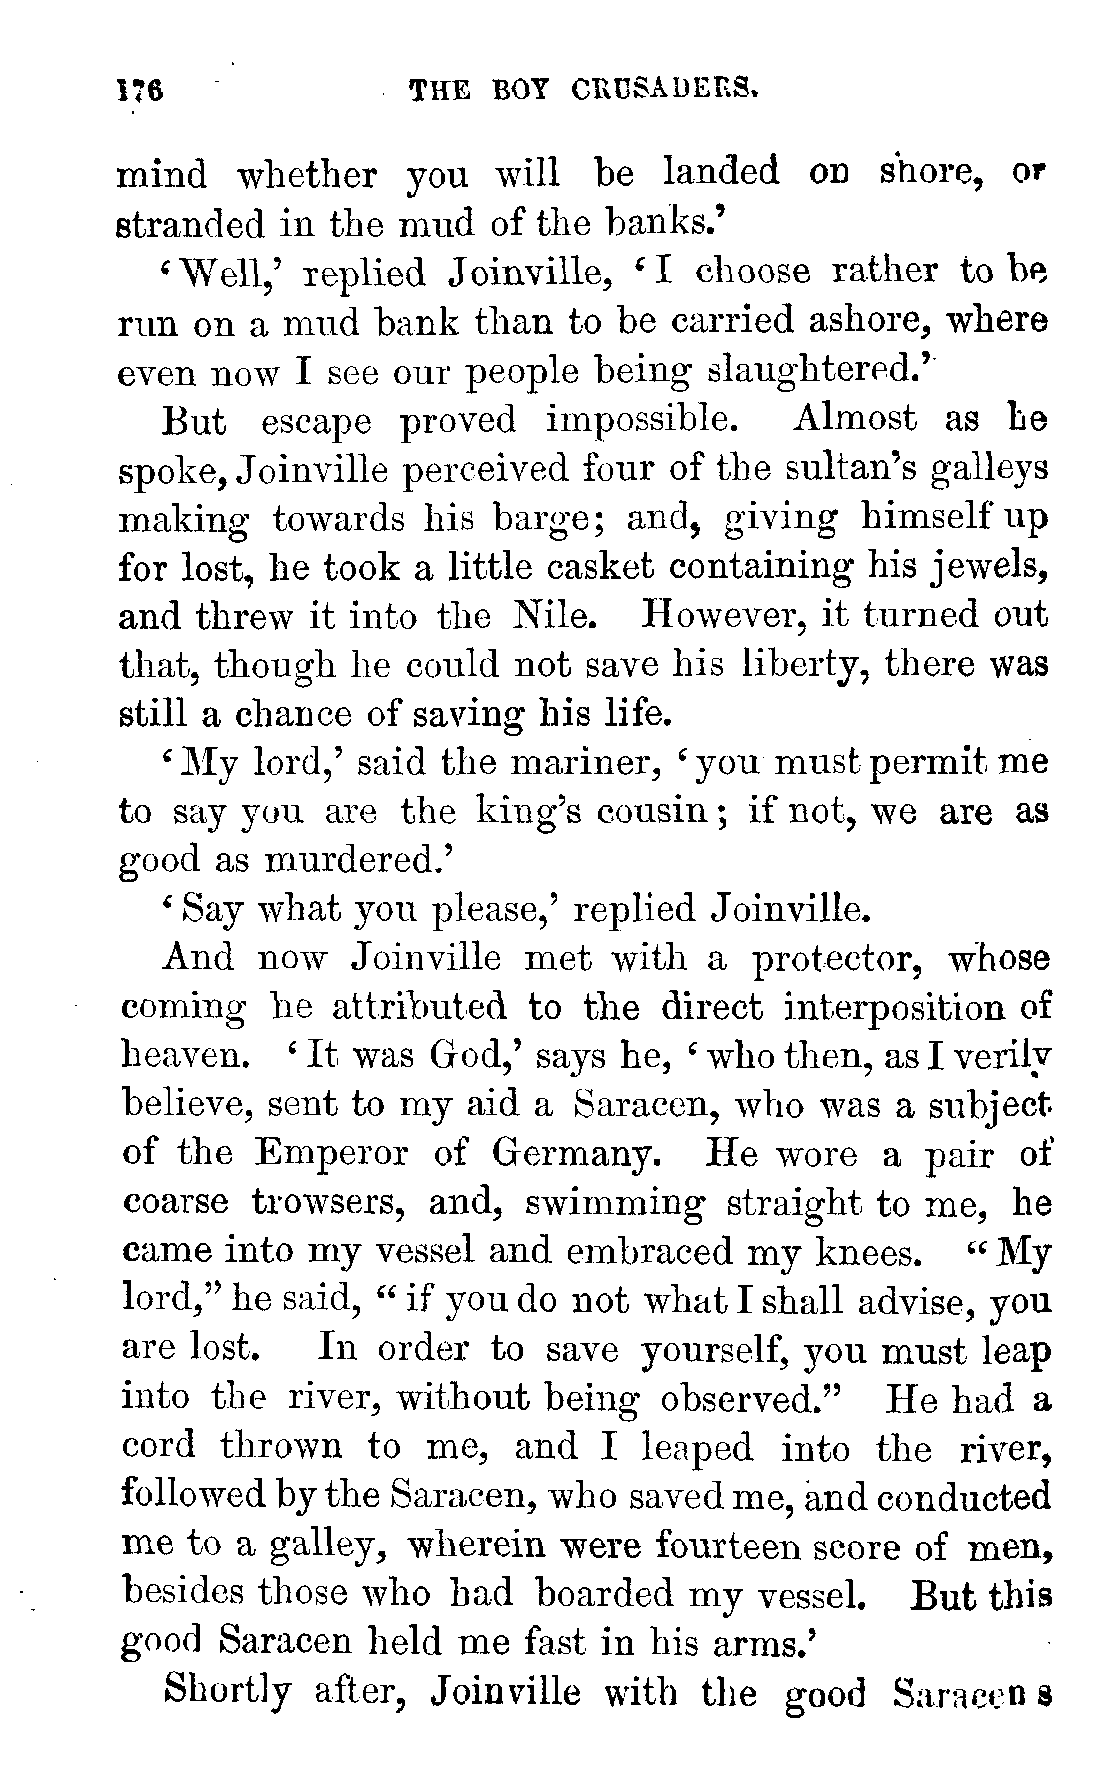 176 THE BOY CRUSADERS.
mind whether you will be landed on shore, or
stranded in the mud of the banks.’
‘Well,’ replied Joinville, ‘I choose rather to be
run on a mud bank than to be carried ashore, where
even now I see our people being slaughtered.’
But escape proved impossible. Almost as he
spoke, Joinville perceived four of the sultan’s galleys
making towards his barge; and, giving himself up
for lost, he took a little casket containing his jewels,
and threw it into the Nile. However, it turned out
that, though he could not save his liberty, there was
still a chance of saving his life.
‘My lord,’ said the mariner, ‘you must permit me
to say you are the king’s cousin; if not, we are as
good as murdered.’
‘Say what you please,’ replied Joinville.
And now Joinville met with a protector, whose
coming he attributed to the direct interposition of
heaven. ‘It was God,’ says he, ‘who then, as I verily
believe, sent to my aid a Saracen, who was a subject
of the Emperor of Germany. He wore a pair of
coarse trowsers, and, swimming straight to me, he
came into my vessel and embraced my knees. “My
lord,” he said, “if you do not what I shall advise, you
are lost. In order to save yourself, you must leap
into the river, without being observed.” He had a
cord thrown to me, and I leaped into the river,
followed by the Saracen, who saved me, and conducted
me to a galley, wherein were fourteen score of men,
besides those who had boarded my vessel. But this
good Saracen held me fast in his arms.’
Shortly after, Joinville with the good Saracen s